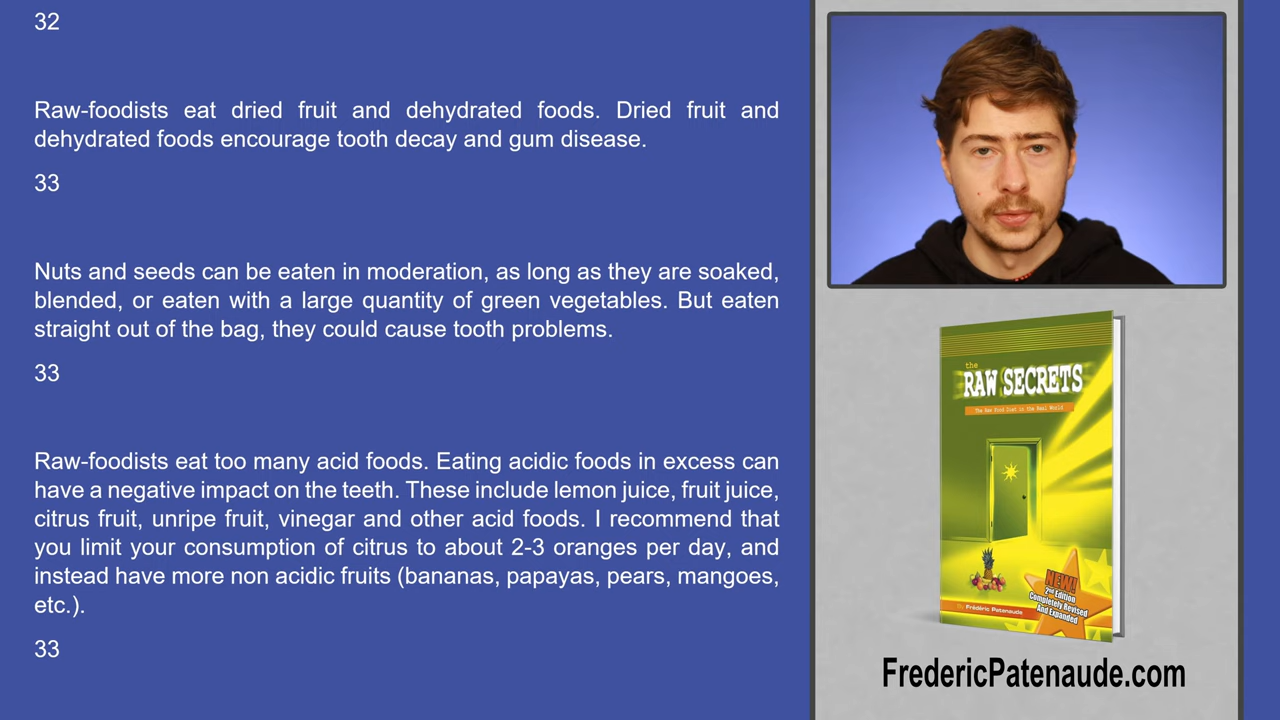 32
Raw-foodists eat dried fruit and dehydrated foods. Dried fruit and
dehydrated foods encourage tooth decay and gum disease.
33
Nuts and seeds can be eaten in moderation, as long as they are soaked,
blended, or eaten with a large quantity of green vegetables. But eaten
straight out of the bag, they could cause tooth problems.
33
Raw-foodists eat too many acid foods. Eating acidic foods in excess can
have a negative impact on the teeth. These include lemon juice, fruit juice,
citrus fruit, unripe fruit, vinegar and other acid foods. I recommend that
you limit your consumption of citrus to about 2-3 oranges per day, and
instead have more non acidic fruits (bananas, papayas, pears, mangoes,
etc.).
33
the
RAW SECRETS
The Raw Food Diet in the Real World
NEW!
2nd Edition
Completely Revised
And Expanded
By Frédéric Patenaude
FredericPatenaude.com